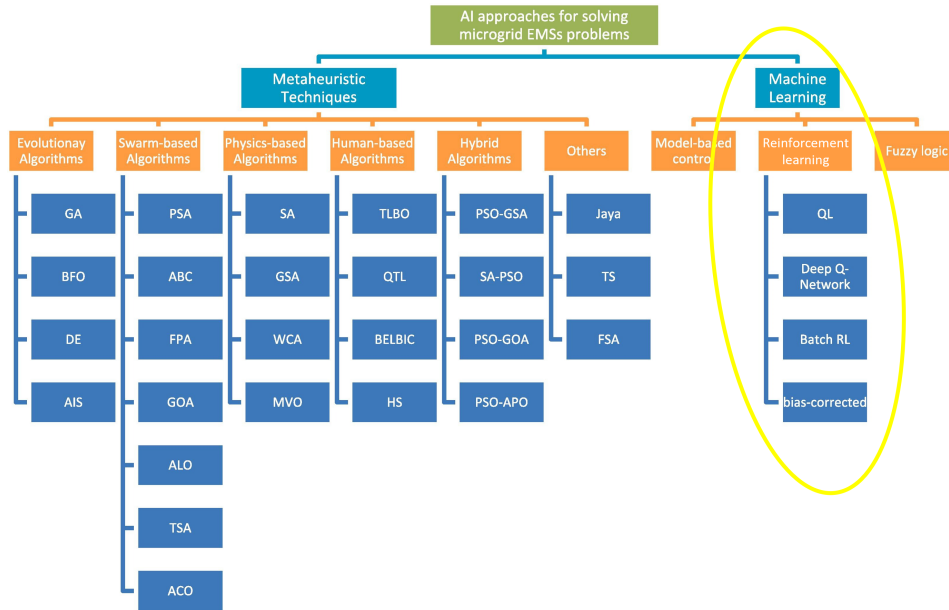 AI approaches for solving
microgrid EMSs problems
Metaheuristic
Techniques
Machine
Learning
Evolutionay
Algorithms
Swarm-based
Algorithms
Physics-based
Algorithms
Human-based
Algorithms
Hybrid
Algorithms
Others
Model-based
control
Reinforcement
learning
Fuzzy logic
GA
PSA
SA
TLBO
PSO-GSA
Jaya
QL
BFO
ABC
GSA
QTL
SA-PSO
TS
Deep Q-
Network
DE
FPA
WCA
BELBIC
PSO-GOA
FSA
Batch RL
AIS
GOA
MVO
HS
PSO-APO
bias-corrected
ALO
TSA
ACO